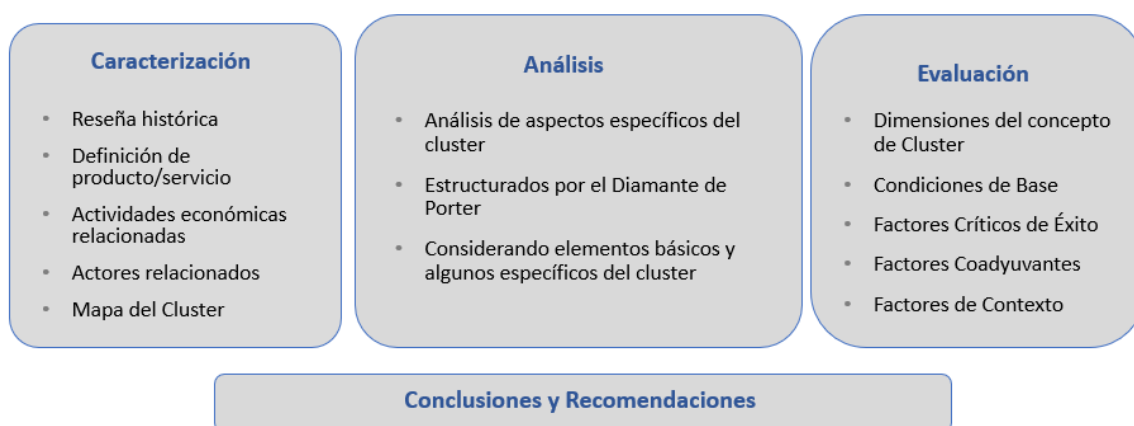 Caracterización
Reseña histórica
Definición de
producto/servicio
Actividades económicas
relacionadas
Actores relacionados
Mapa del Cluster
Análisis
Análisis de aspectos específicos del
cluster
Estructurados por el Diamante de
Porter
Considerando elementos básicos y
algunos específicos del cluster
Evaluación
Dimensiones del concepto
de Cluster
Condiciones de Base
Factores Críticos de Éxito
Factores Coadyuvantes
Factores de Contexto
Conclusiones y Recomendaciones